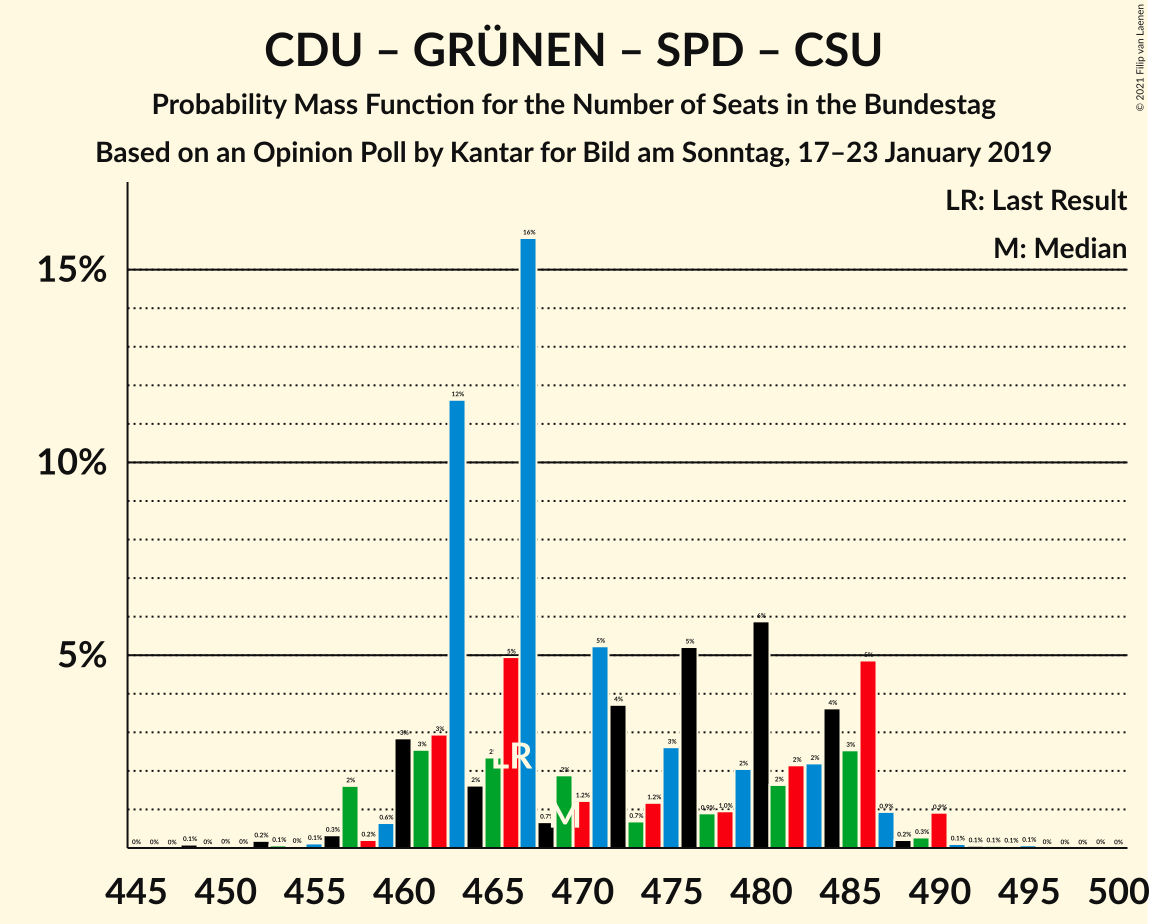 CDU – GRÜNEN – SPD – CSU
Probability Mass Function for the Number of Seats in the Bundestag
Based on an Opinion Poll by Kantar for Bild am Sonntag, 17–23 January 2019
© 2021 Filip van Laenen
LR: Last Result
M: Median
15%
10%
5%
0% 0% 0% 0.1% 0% 0% 0% 0.2% 0.1% 0% 0.1% 0.3% 2% 0.2% 0.6% 3% 3% 3% 12% 2% 2% 5% 16% 0.7% 2% 1.2% 5% 4% 0.7% 1.2% 3% 5% 0.9% 1.0% 2% 6% 2% 2% 2% 4% 3% 5% 0.9% 0.2% 0.3% 0.9% 0.1% 0.1% 0.1% 0.1% 0.1% 0% 0% 0% 0% 0%
LR
M
445 450 455 460 465 470 475 480 485 490 495 500